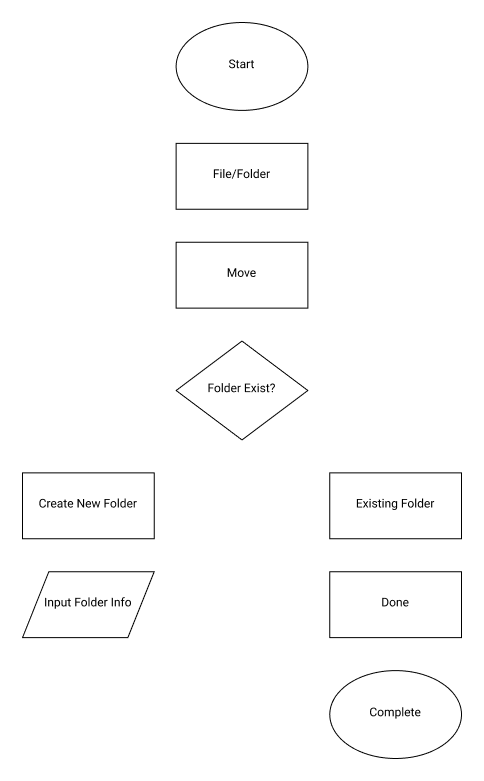 Start
File/Folder
Move
Folder Exist?
Create New Folder
Existing Folder
Input Folder Info
Done
Complete